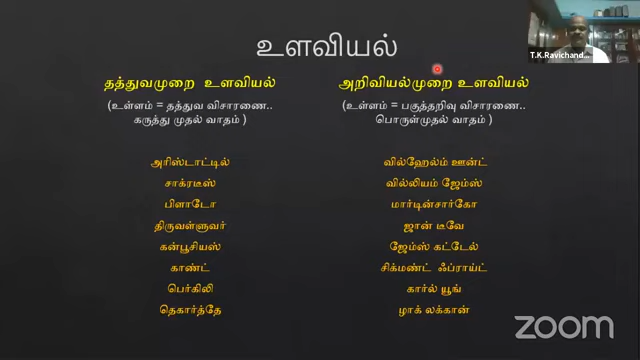 உளவியல்
T.K.Ravichand...
தத்துவமுறை உளவியல்
(உள்ளம் = தத்துவ விசாரணை..
கருத்து முதல் வாதம் )
அரிஸ்டாட்டில்
சாக்ரடீஸ்
பிளாடோ
திருவள்ளுவர்
கன்பூசியஸ்
காண்ட்
பெர்கிலி
தெகார்த்தே
அறிவியல்முறை உளவியல்
(உள்ளம் = பகுத்தறிவு விசாரணை..
பொருள்முதல் வாதம் )
வில்ஹேல்ம் ஊன்ட்
வில்லியம் ஜேம்ஸ்
மார்டின்சார்கோ
ஜான் டீவே
ஜேம்ஸ் கட்டேல்
சிக்மண்ட் ஃப்ராய்ட்
கார்ல் யூங்
ழாக் லக்கான்
zoom